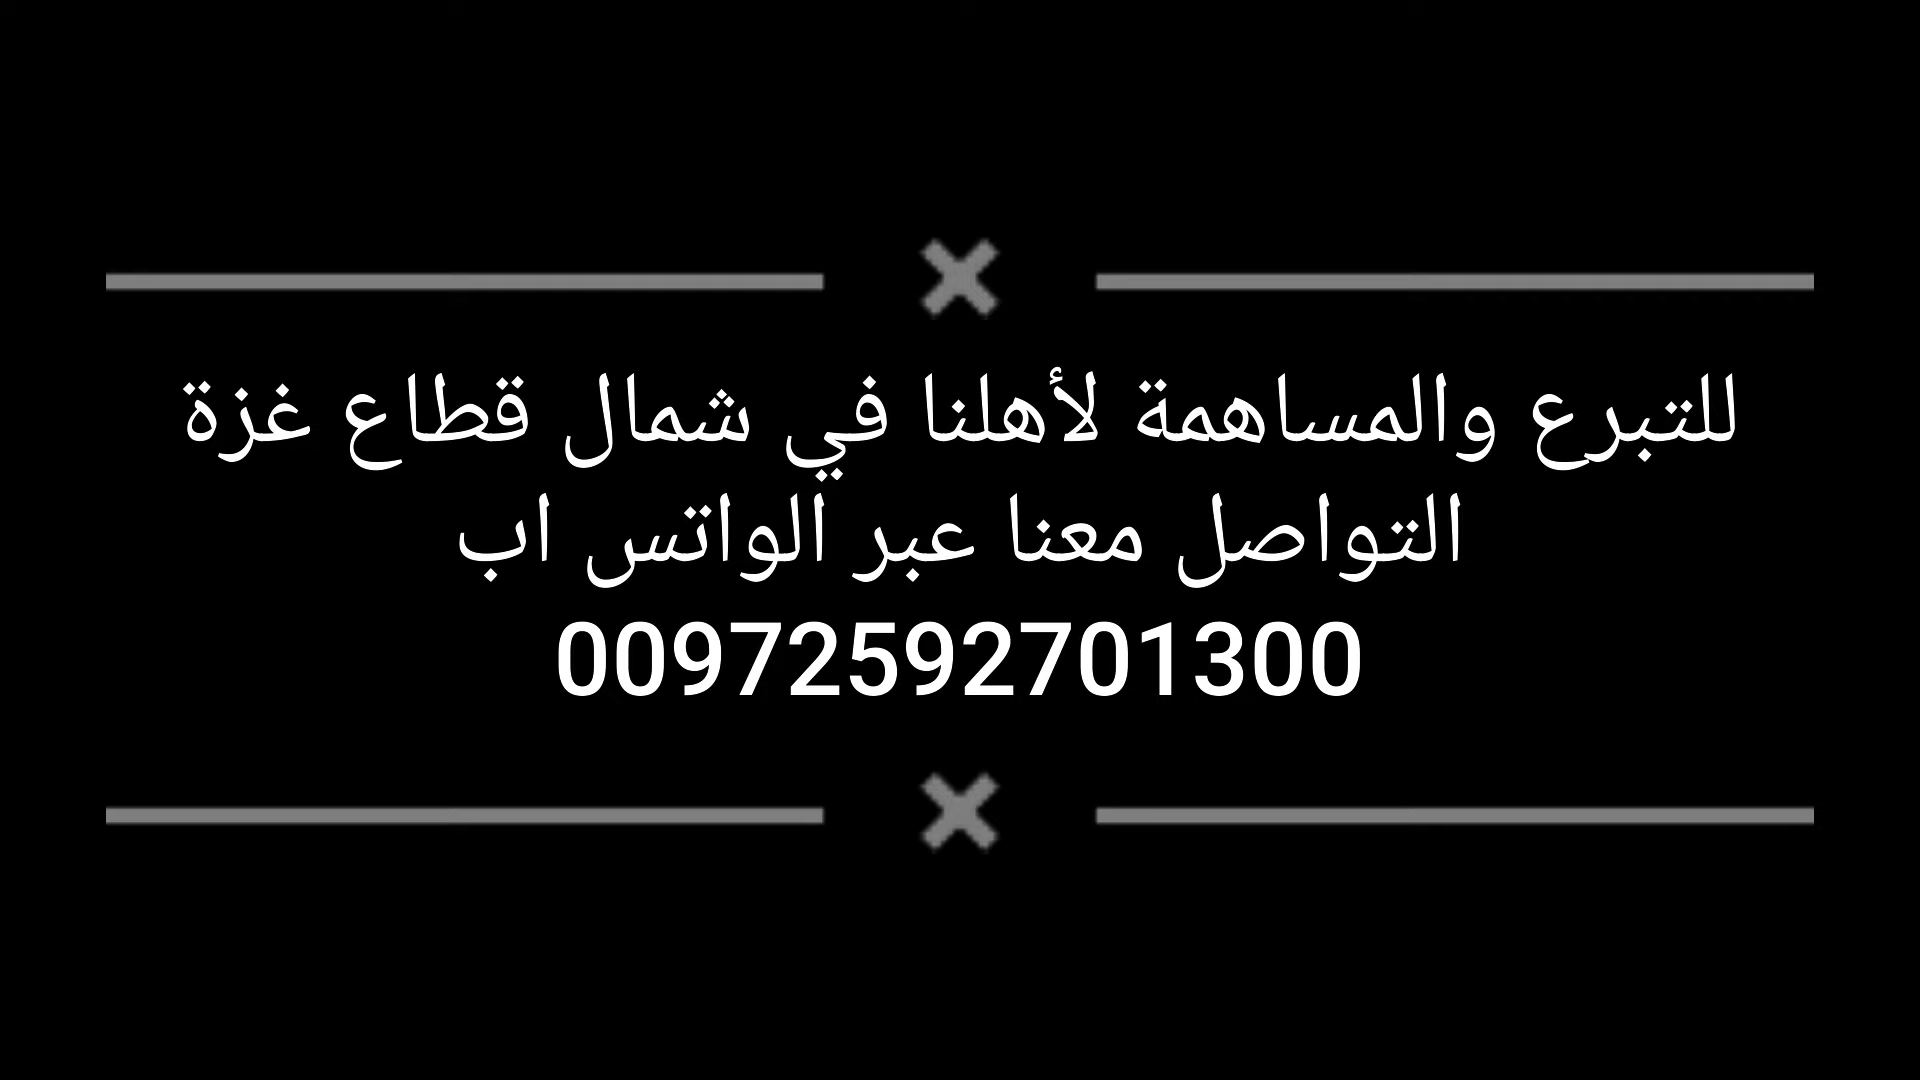 للتبرع والمساهمة لأهلنا في شمال قطاع غزة
التواصل معنا عبر الواتس اب
00972592701300